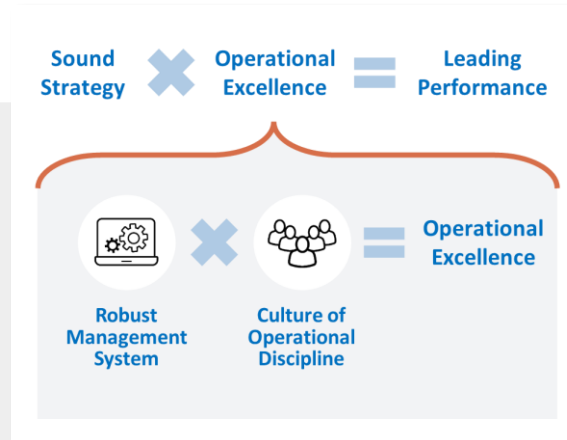 Sound Operational Leading
Strategy Excellence Performance
Operational
Excellence
Robust Culture of
Management Operational
System Discipline